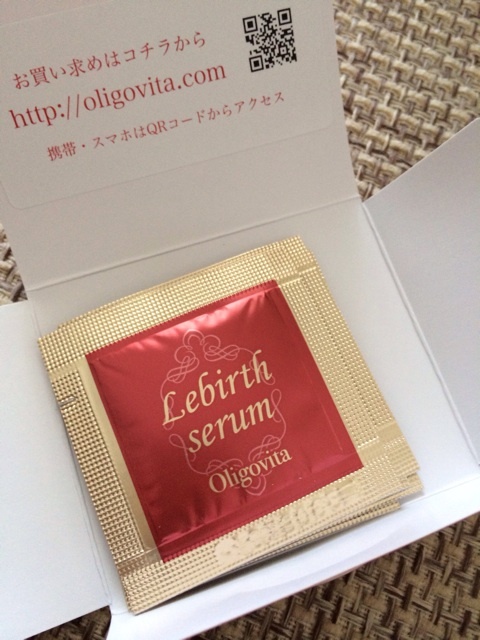 お買い求めはコチラから
http://oligovita.com
携帯・スマホはQRコードからアクセス
Lebirth
serum
Oligovita